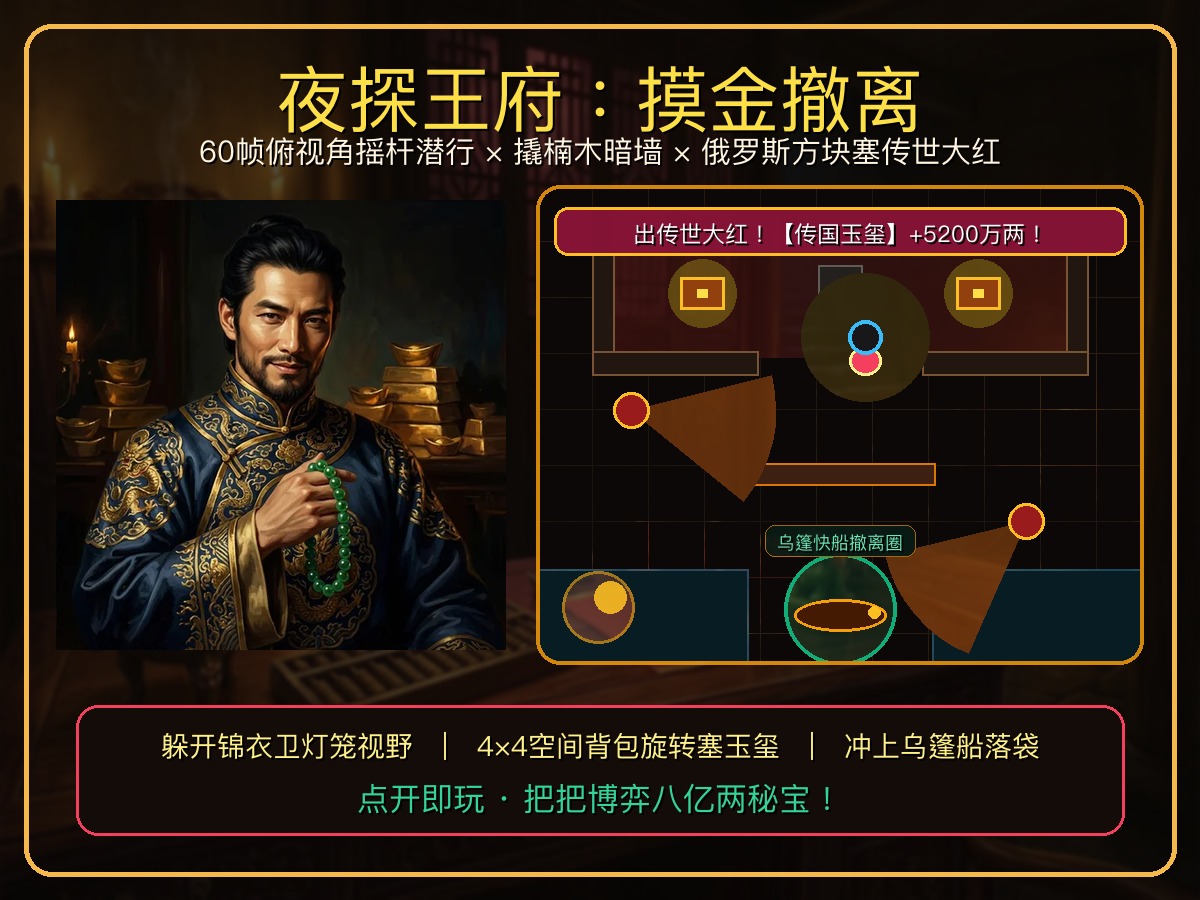 夜探王府：摸金撤离
60帧俯视角摇杆潜行 × 撬楠木暗墙 × 俄罗斯方块塞传世大红
出传世大红！【传国玉玺】+5200万两！
乌篷快船撤离圈
躲开锦衣卫灯笼视野 ｜ 4×4空间背包旋转塞玉玺 ｜ 冲上乌篷船落袋
点开即玩 · 把把博弈八亿两秘宝！